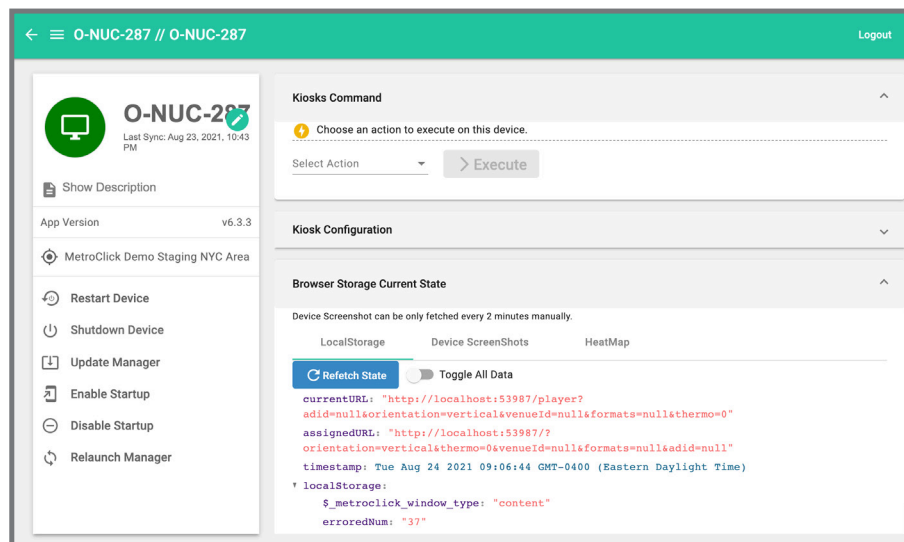 O-NUC-287 // O-NUC-287
Logout
O-NUC-287
Last Sync: Aug 23, 2021, 10:43
PM
Show Description
App Version v6.3.3
MetroClick Demo Staging NYC Area
Restart Device
Shutdown Device
Update Manager
Enable Startup
Disable Startup
Relaunch Manager
Kiosks Command
Choose an action to execute on this device.
Select Action
Execute
Kiosk Configuration
Browser Storage Current State
Device Screenshot can be only fetched every 2 minutes manually.
LocalStorage Device ScreenShots HeatMap
Refetch State Toggle All Data
currentURL: "http://localhost:53987/player?
adid=null&orientation=vertical&venueId=null&formats=null&thermo=0"
assignedURL: "http://localhost:53987/?
orientation=vertical&thermo=0&venueId=null&formats=null&adid=null"
timestamp: Tue Aug 24 2021 09:06:44 GMT-0400 (Eastern Daylight Time)
localStorage:
$_metroclick_window_type: "content"
erroredNum: "37"